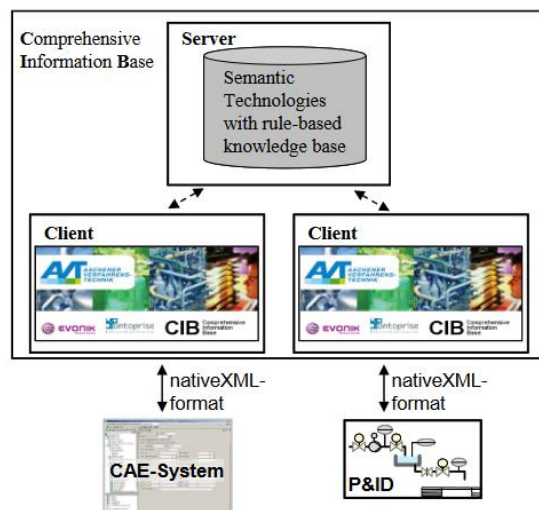 Comprehensive
Information Base
Server
Semantic
Technologies
with rule-based
knowledge base
Client
AVT AACHENER
VERFAHRENS-
TECHNIK
EVONIK
ontoprise
CIB Comprehensive
Information
Base
Client
AVT AACHENER
VERFAHRENS-
TECHNIK
EVONIK
ontoprise
CIB Comprehensive
Information
Base
nativeXML-
format
nativeXML-
format
CAE-System
P&ID